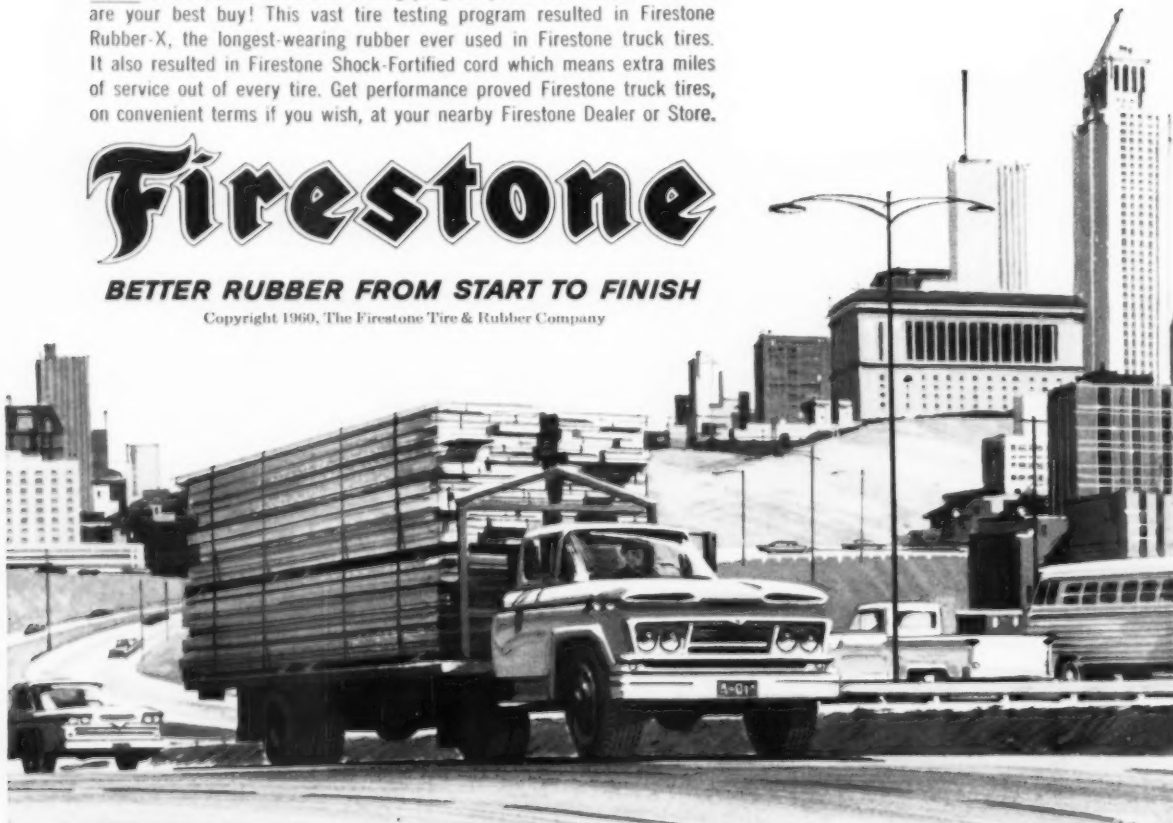 are your best buy! This vast tire testing program resulted in Firestone
Rubber-X, the longest-wearing rubber ever used in Firestone truck tires.
It also resulted in Firestone Shock-Fortified cord which means extra miles
of service out of every tire. Get performance proved Firestone truck tires,
on convenient terms if you wish, at your nearby Firestone Dealer or Store.
Firestone
BETTER RUBBER FROM START TO FINISH
Copyright 1960, The Firestone Tire & Rubber Company